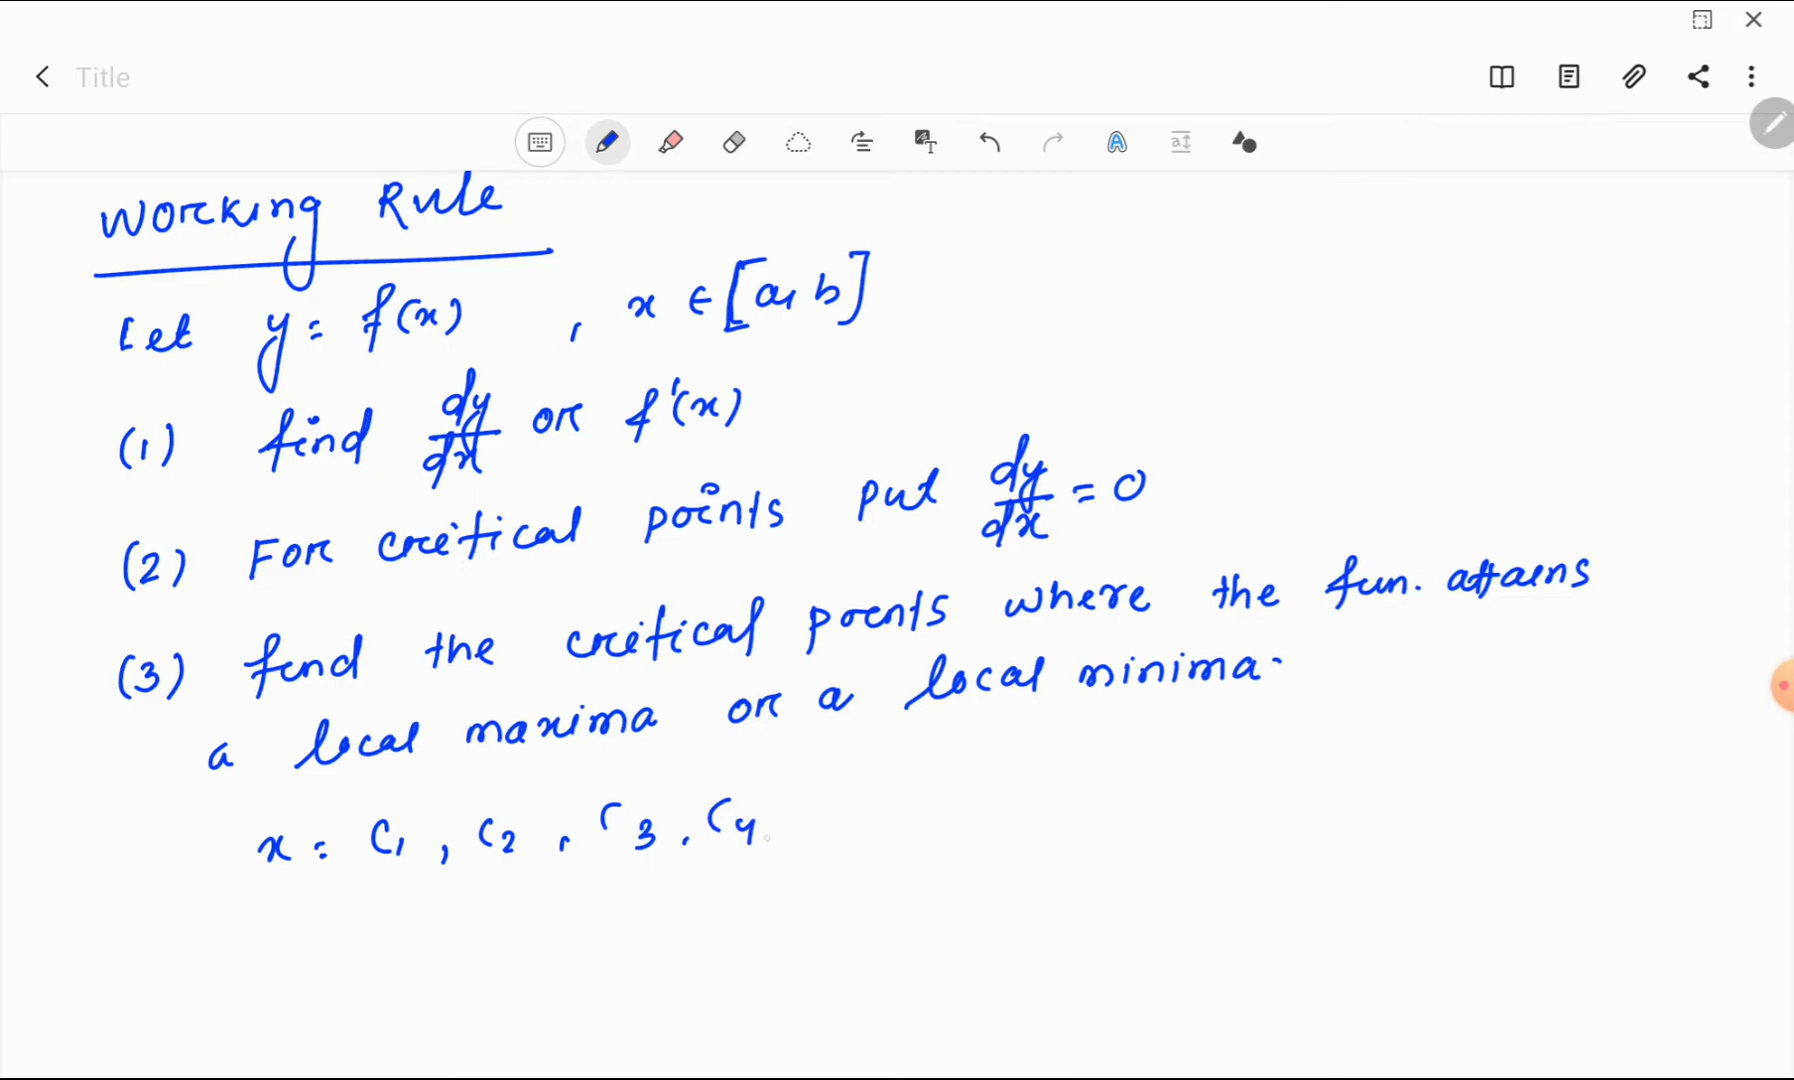 Title
Working Rule
Let y = f(x) , x ∈ [a, b]
(1) find dy/dx or f'(x)
(2) For critical points put dy/dx = 0
(3) find the critical points where the fun. attains
a local maxima or a local minima.
x = C1 , C2 , C3 , C4